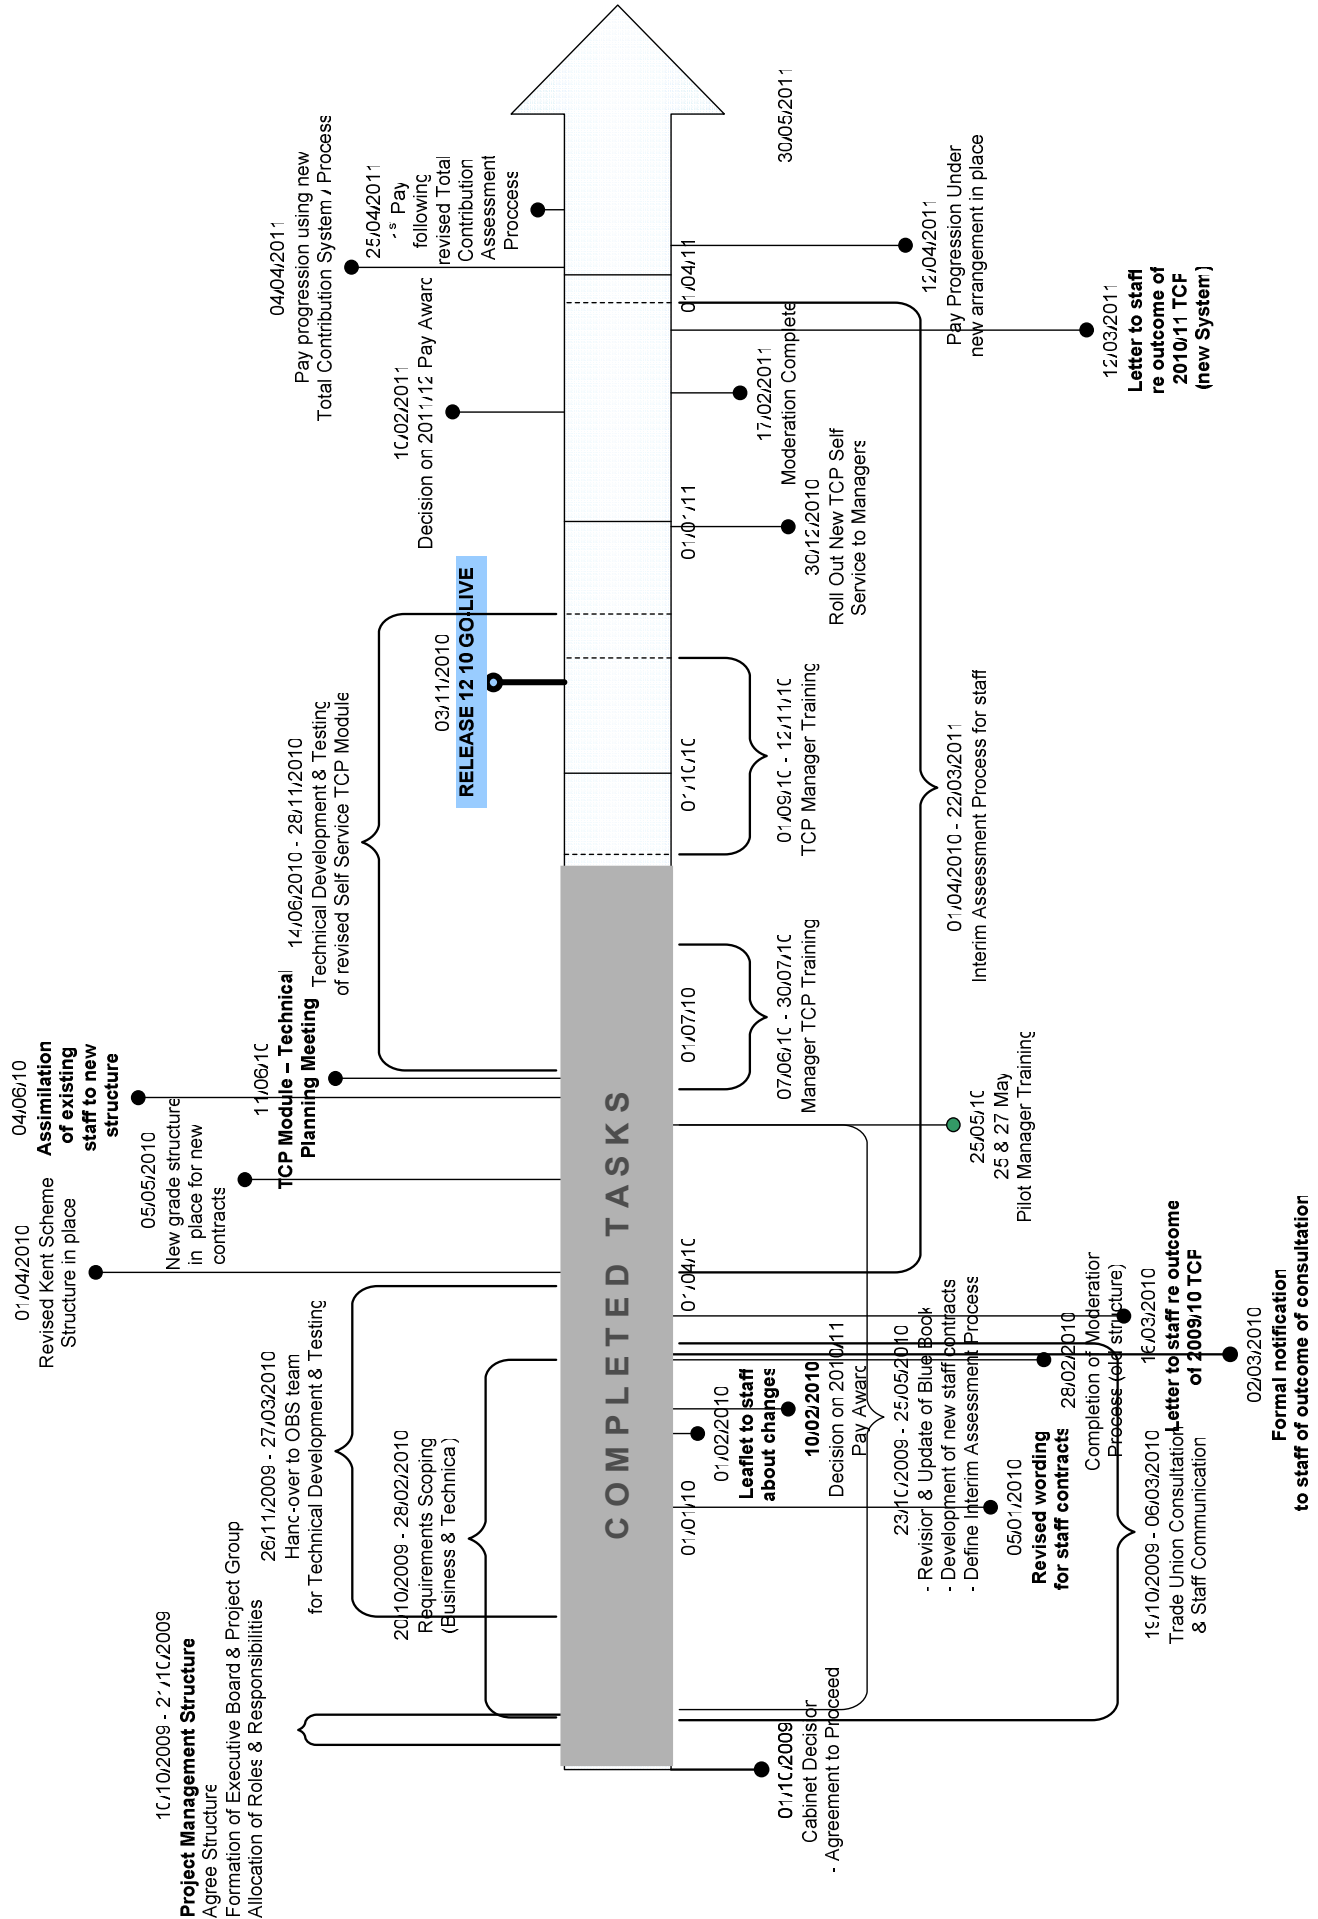 10/10/2009 - 21/10/2009
Project Management Structure
Agree Structure
Formation of Executive Board & Project Group
Allocation of Roles & Responsibilities
26/11/2009 - 27/03/2010
Hand-over to OBS team
for Technical Development & Testing
20/10/2009 - 28/02/2010
Requirements Scoping
(Business & Technical)
01/04/2010
Revised Kent Scheme
Structure in place
05/05/2010
New grade structure
in place for new
contracts
04/06/10
Assimilation
of existing
staff to new
structure
11/06/10
TCP Module – Technical
Planning Meeting
14/06/2010 - 28/11/2010
Technical Development & Testing
of revised Self Service TCP Module
03/11/2010
RELEASE 12 10 GO-LIVE
10/02/2011
Decision on 2011/12 Pay Award
04/04/2011
Pay progression using new
Total Contribution System / Process
25/04/2011
1st Pay
following
revised Total
Contribution
Assessment
Proccess
COMPLETED TASKS
01/01/10
01/04/10
01/07/10
01/10/10
01/01/11
01/04/11
30/05/2011
01/10/2009
Cabinet Decision
- Agreement to Proceed
01/02/2010
Leaflet to staff
about changes
10/02/2010
Decision on 2010/11
Pay Award
23/10/2009 - 25/05/2010
- Revision & Update of Blue Book
- Development of new staff contracts
- Define Interim Assessment Process
05/01/2010
Revised wording
for staff contracts
28/02/2010
Completion of Moderation
Process (old structure)
16/03/2010
Letter to staff re outcome
of 2009/10 TCP
19/10/2009 - 06/03/2010
Trade Union Consultation
& Staff Communication
02/03/2010
Formal notification
to staff of outcome of consultation
25/05/10
25 & 27 May
Pilot Manager Training
07/06/10 - 30/07/10
Manager TCP Training
01/09/10 - 12/11/10
TCP Manager Training
01/04/2010 - 22/03/2011
Interim Assessment Process for staff
30/12/2010
Roll Out New TCP Self
Service to Managers
17/02/2011
Moderation Complete
12/04/2011
Pay Progression Under
new arrangement in place
12/03/2011
Letter to staff
re outcome of
2010/11 TCP
(new System)